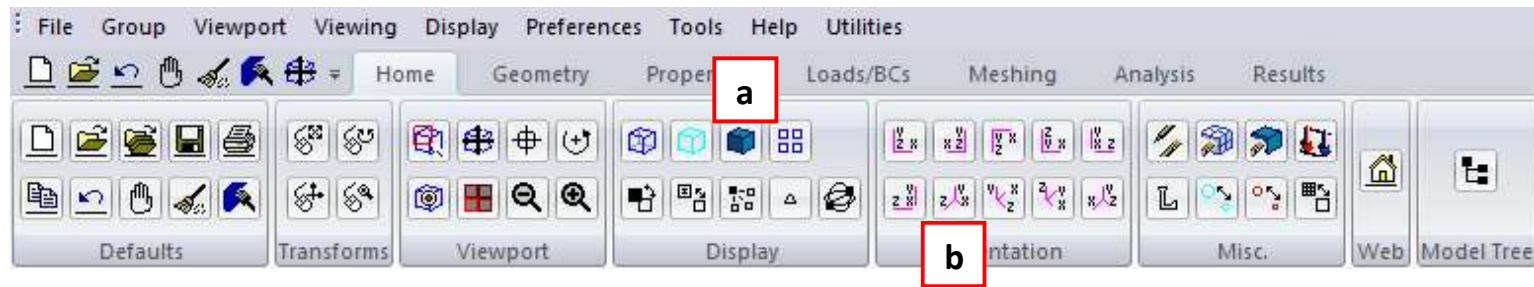 File Group Viewport Viewing Display Preferences Tools Help Utilities
Home Geometry Proper Loads/BCs Meshing Analysis Results
a
Defaults Transforms Viewport Display ntation Misc. Web Model Tree
b